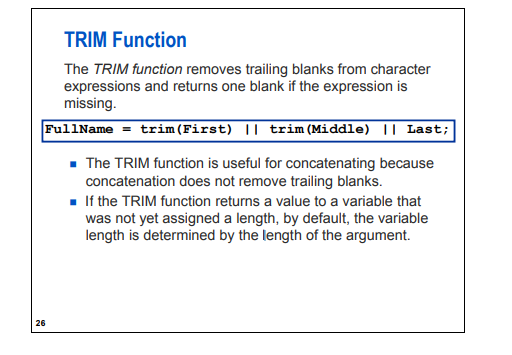 TRIM Function
The TRIM function removes trailing blanks from character
expressions and returns one blank if the expression is
missing.
FullName = trim(First) || trim(Middle) || Last;
▪ The TRIM function is useful for concatenating because
concatenation does not remove trailing blanks.
▪ If the TRIM function returns a value to a variable that
was not yet assigned a length, by default, the variable
length is determined by the length of the argument.
26